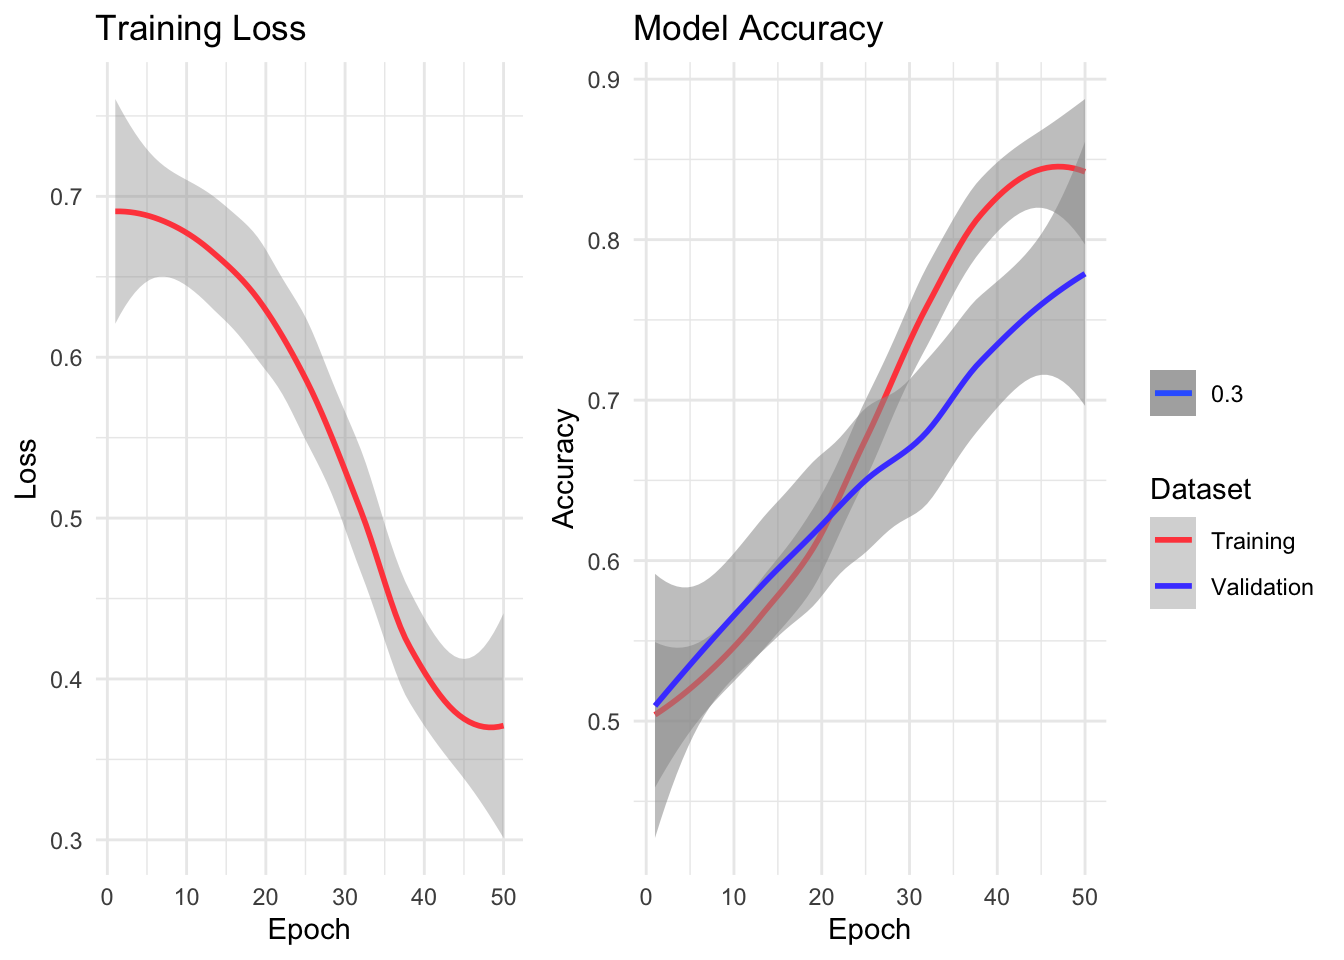 Training Loss
Loss
0.7
0.6
0.5
0.4
0.3
0 10 20 30 40 50
Epoch
Model Accuracy
Accuracy
0.9
0.8
0.7
0.6
0.5
0 10 20 30 40 50
Epoch
0.3
Dataset
Training
Validation